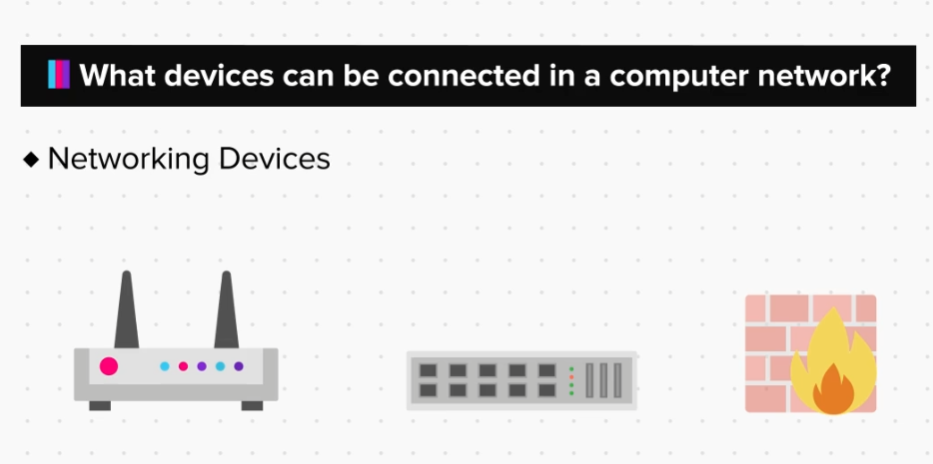 What devices can be connected in a computer network?
◆ Networking Devices